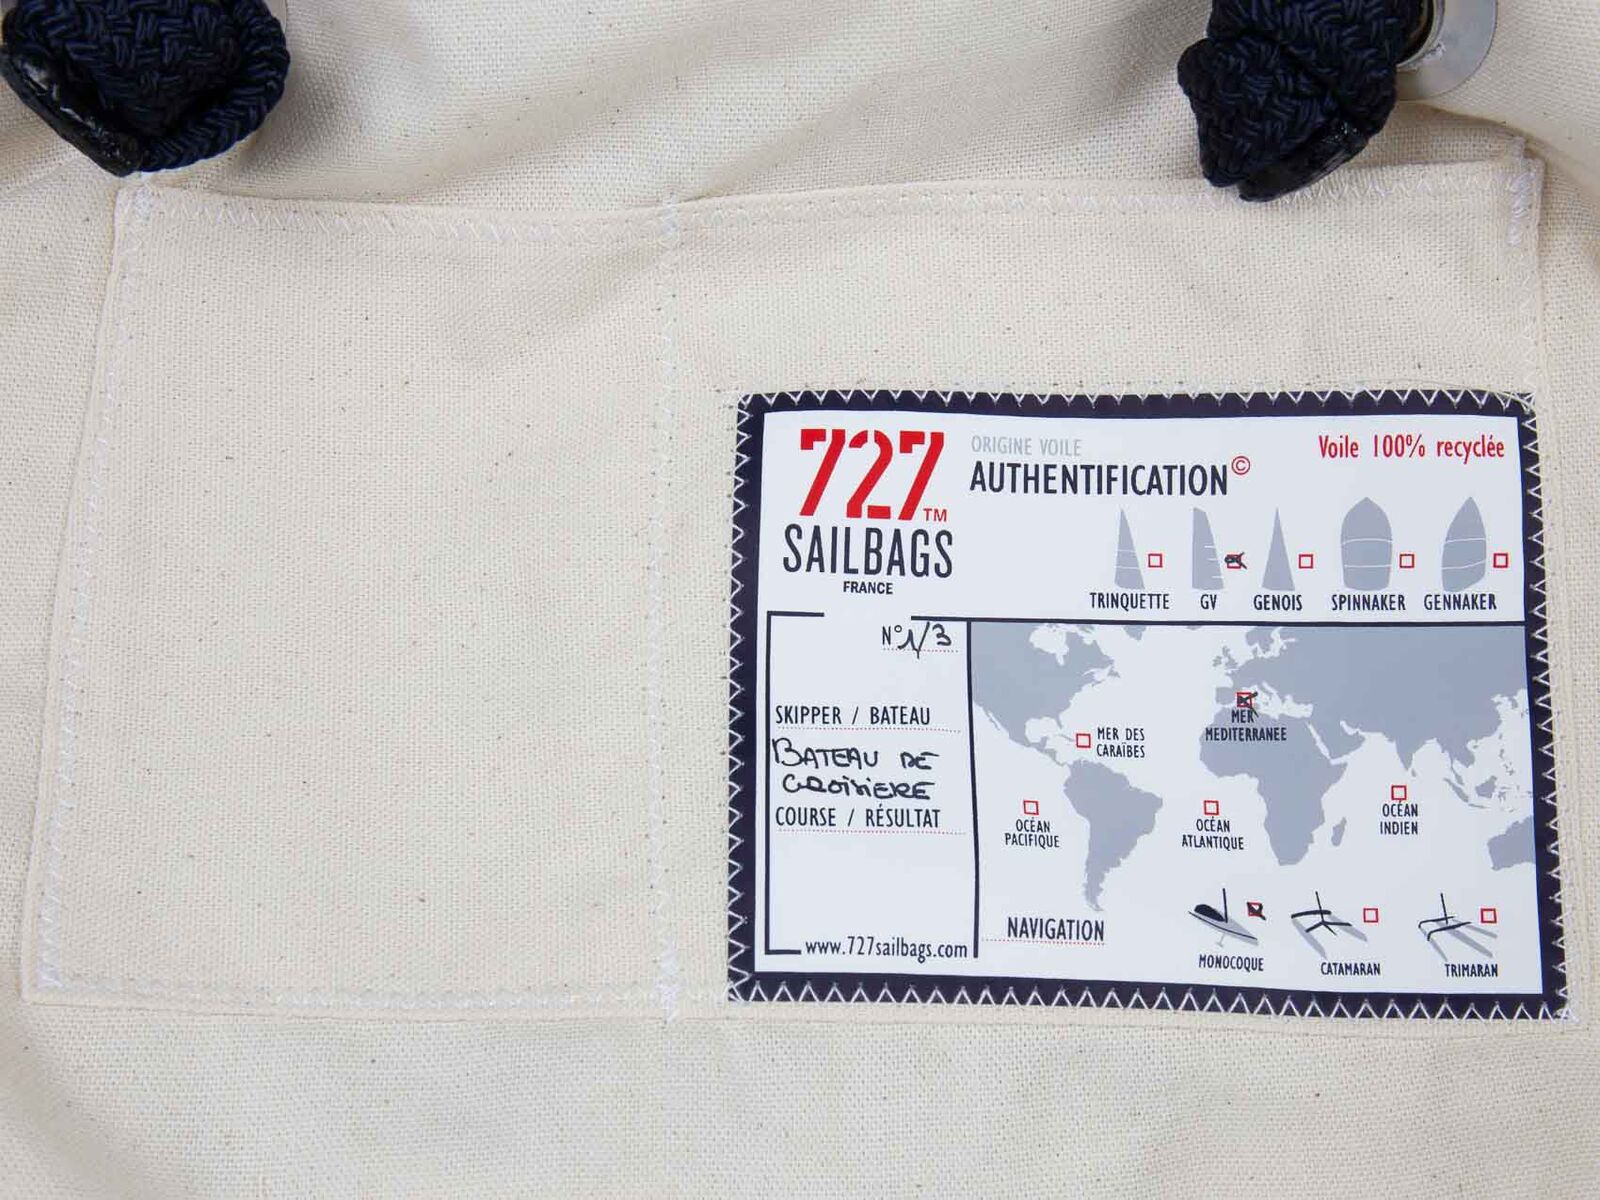 727™
SAILBAGS
FRANCE
ORIGINE VOILE
AUTHENTIFICATION©
Voile 100% recyclée
TRINQUETTE
GV
GENOIS
SPINNAKER
GENNAKER
N° 1/3
SKIPPER / BATEAU
BATEAU DE
CROISIERE
COURSE / RÉSULTAT
www.727sailbags.com
MER DES
CARAÏBES
MER
MEDITERRANEE
OCÉAN
PACIFIQUE
OCÉAN
ATLANTIQUE
OCÉAN
INDIEN
NAVIGATION
MONOCOQUE
CATAMARAN
TRIMARAN